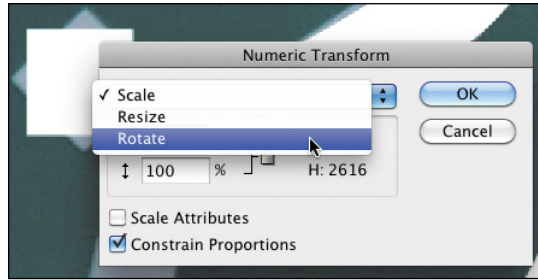 Numeric Transform
✓ Scale
Resize
Rotate
OK
Cancel
100 % H: 2616
Scale Attributes
Constrain Proportions